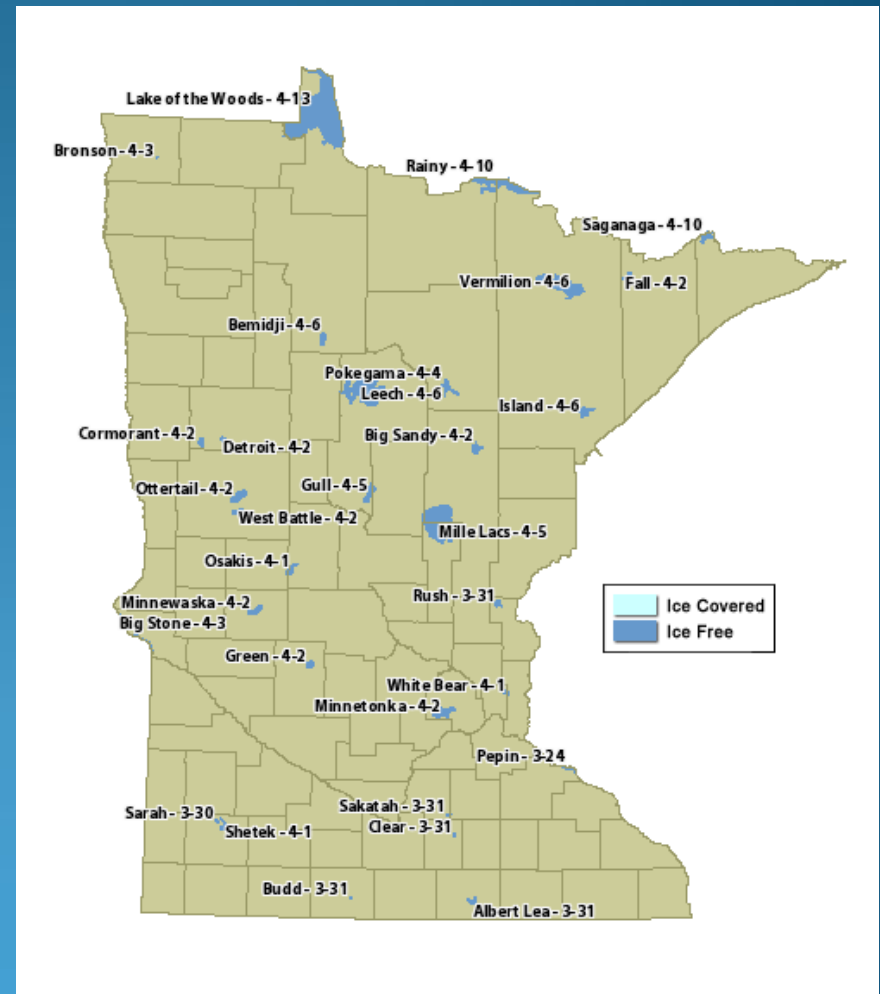 Lake of the Woods - 4-13
Bronson - 4-3
Rainy - 4-10
Saganaga - 4-10
Vermilion - 4-6
Fall - 4-2
Bemidji - 4-6
Pokegama - 4-4
Leech - 4-6
Island - 4-6
Cormorant - 4-2
Big Sandy - 4-2
Detroit - 4-2
Ottertail - 4-2
Gull - 4-5
West Battle - 4-2
Mille Lacs - 4-5
Osakis - 4-1
Rush - 3-31
Minnewaska - 4-2
Big Stone - 4-3
Ice Covered
Ice Free
Green - 4-2
White Bear - 4-1
Minnetonka - 4-2
Pepin - 3-24
Sarah - 3-30
Sakatah - 3-31
Shetek - 4-1
Clear - 3-31
Budd - 3-31
Albert Lea - 3-31